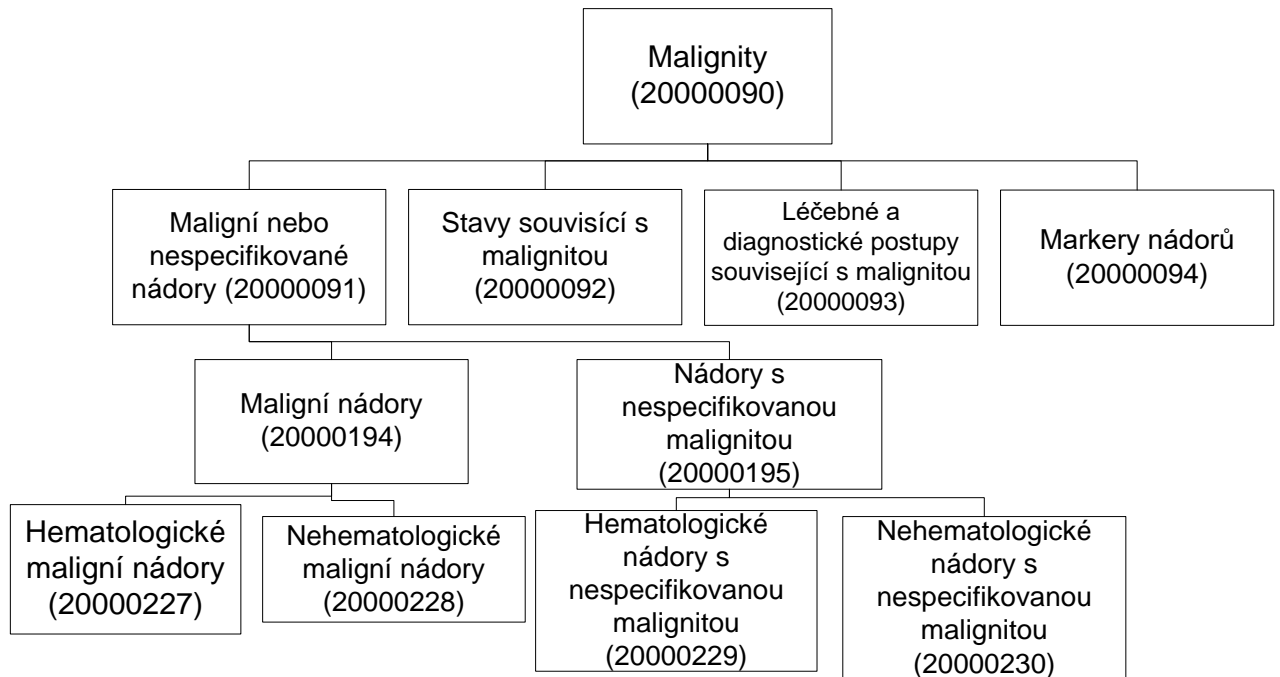 Malignity
(20000090)
Maligní nebo
nespecifikované
nádory (20000091)
Stavy souvisící s
malignitou
(20000092)
Léčebné a
diagnostické postupy
související s malignitou
(20000093)
Markery nádorů
(20000094)
Maligní nádory
(20000194)
Nádory s
nespecifikovanou
malignitou
(20000195)
Hematologické
maligní nádory
(20000227)
Nehematologické
maligní nádory
(20000228)
Hematologické
nádory s
nespecifikovanou
malignitou
(20000229)
Nehematologické
nádory s
nespecifikovanou
malignitou
(20000230)